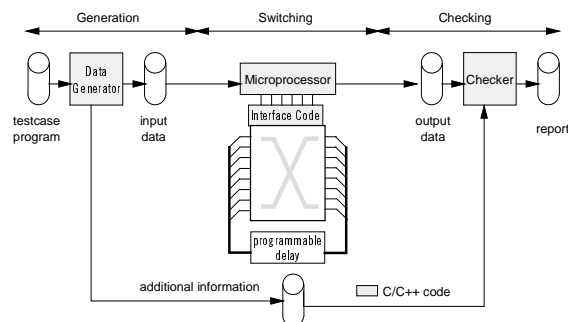 Generation
Switching
Checking
Data
Generator
Microprocessor
Checker
Interface Code
testcase
program
input
data
output
data
report
programmable
delay
additional information
C/C++ code